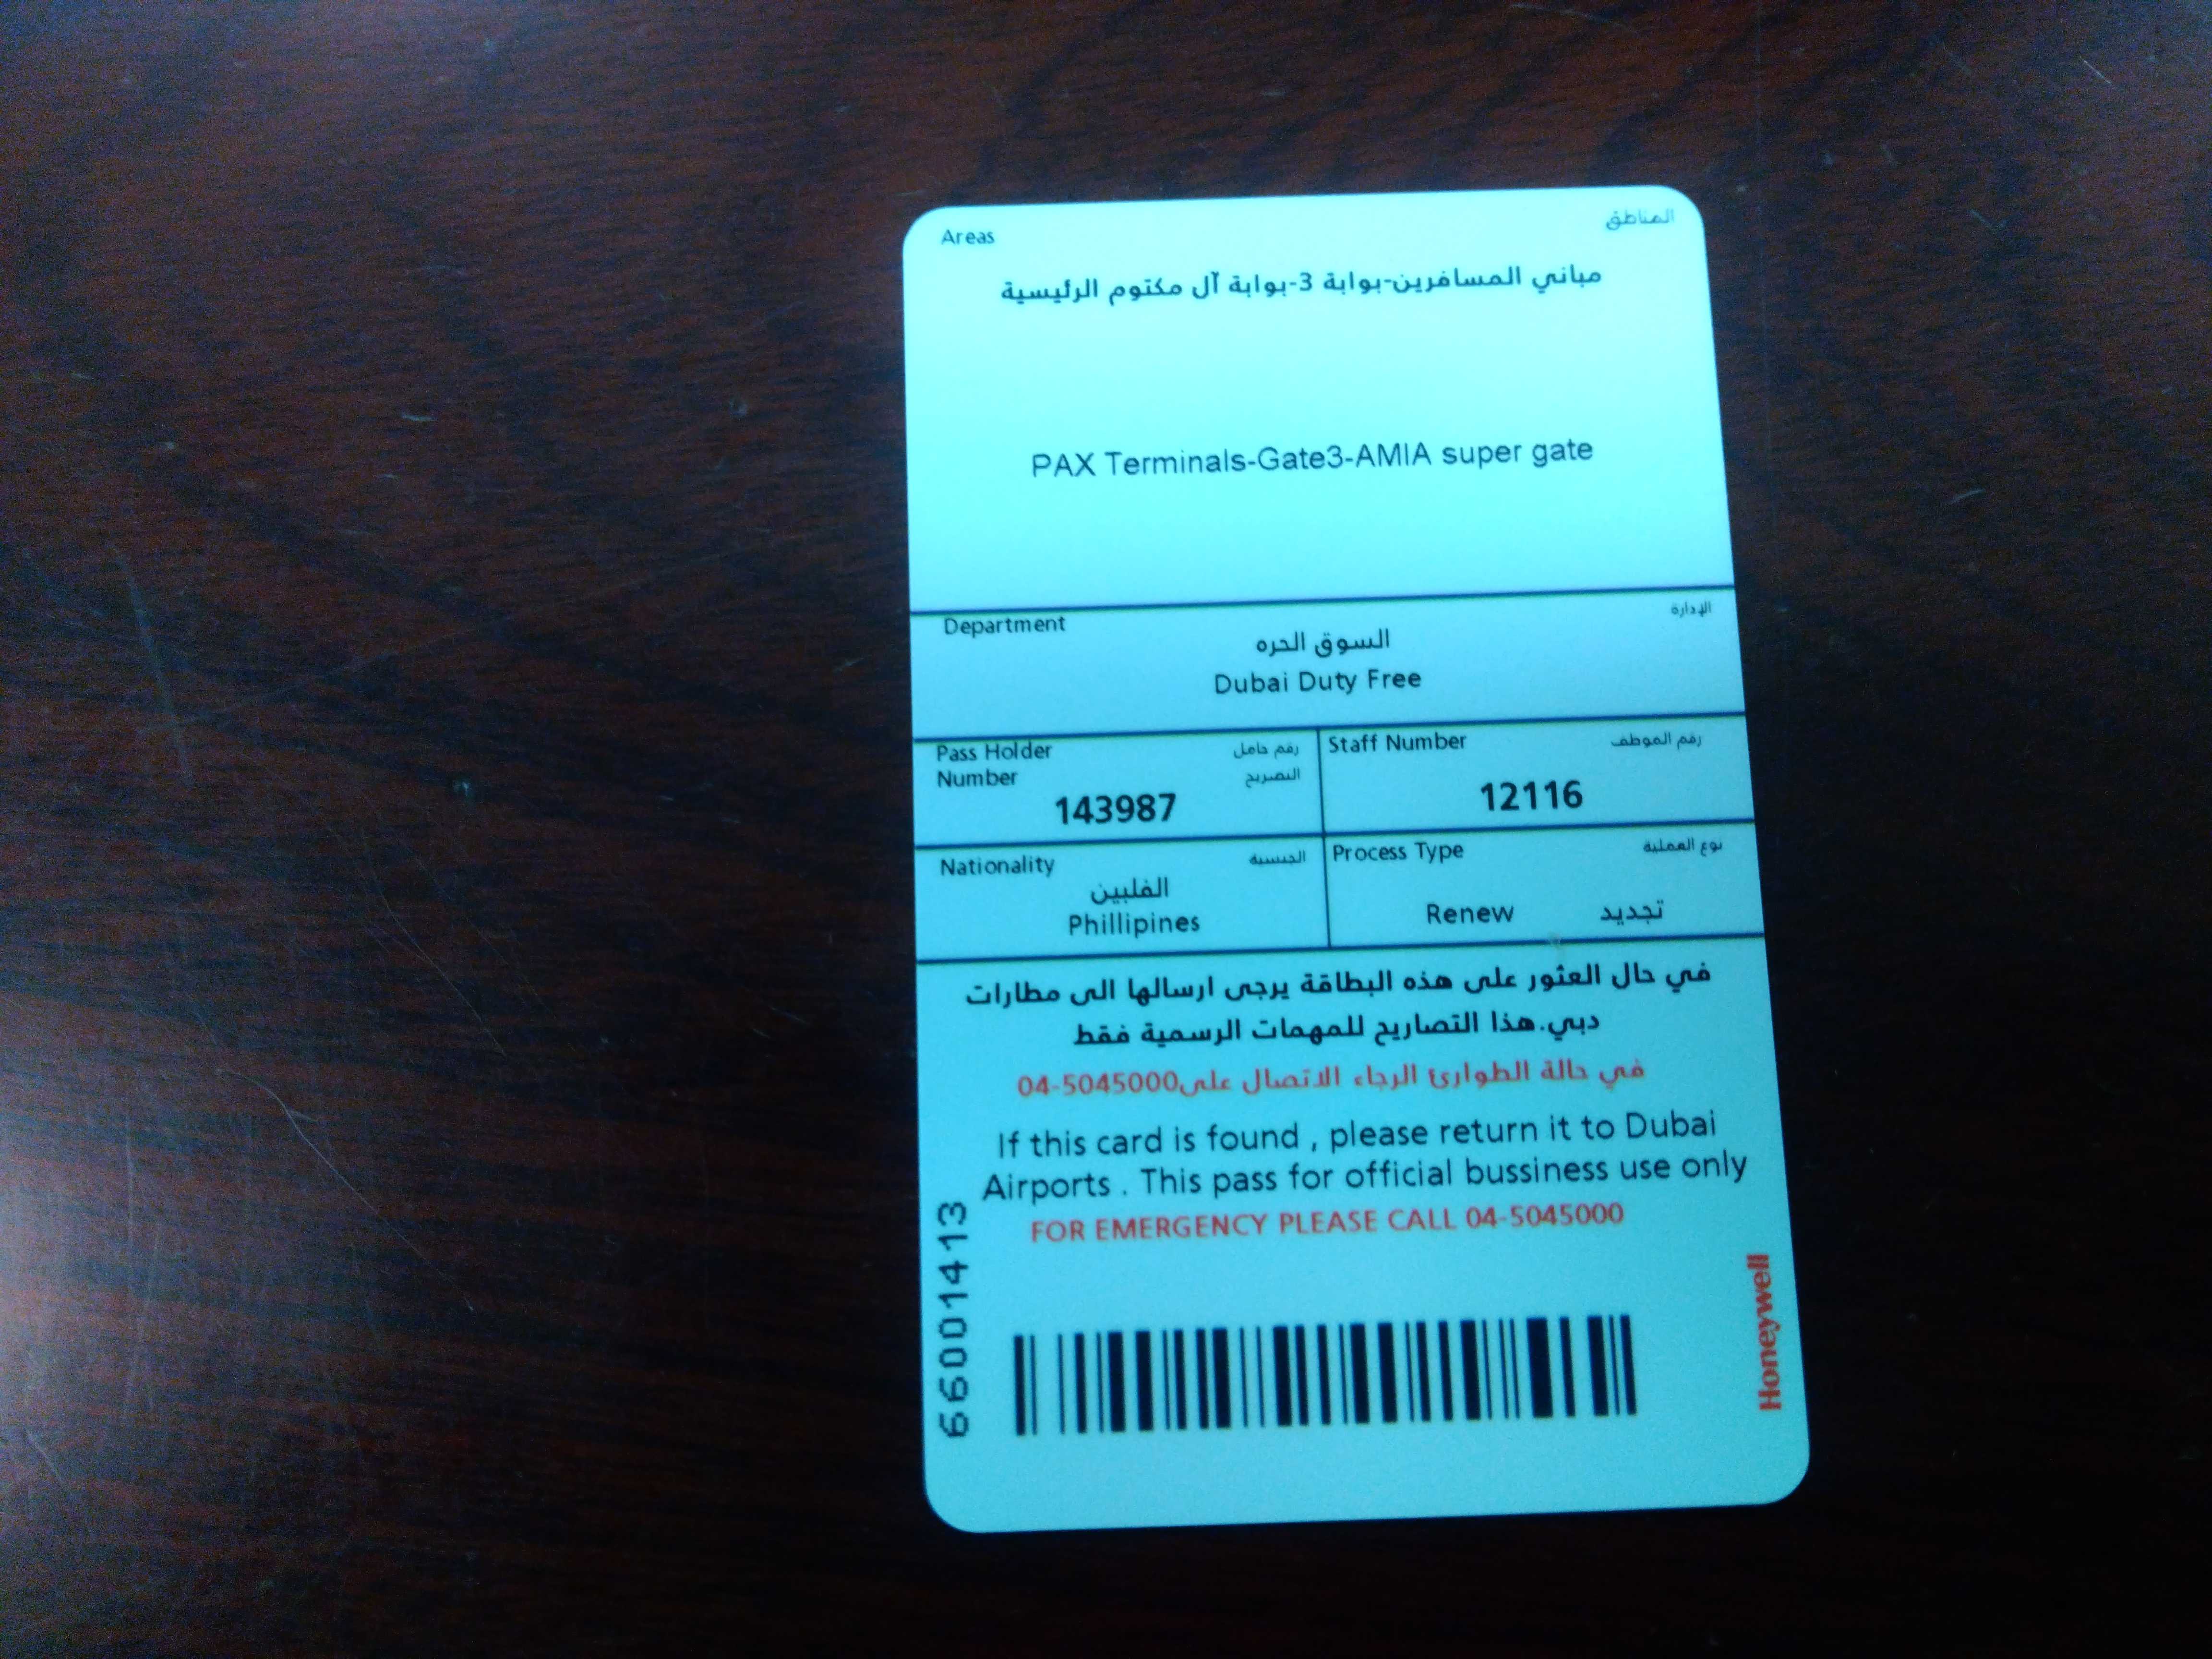 Areas
المناطق
مباني المسافرين-بوابة 3-بوابة آل مكتوم الرئيسية
PAX Terminals-Gate3-AMIA super gate
Department
الإدارة
السوق الحره
Dubai Duty Free
Pass Holder
Number
رقم حامل
التصريح
143987
Staff Number
رقم الموظف
12116
Nationality
الجنسية
الفلبين
Phillipines
Process Type
نوع العملية
Renew تجديد
في حال العثور على هذه البطاقة يرجى ارسالها الى مطارات
دبي.هذا التصاريح للمهمات الرسمية فقط
في حالة الطوارئ الرجاء الاتصال على04-5045000
If this card is found , please return it to Dubai
Airports . This pass for official bussiness use only
FOR EMERGENCY PLEASE CALL 04-5045000
66001413
Honeywell